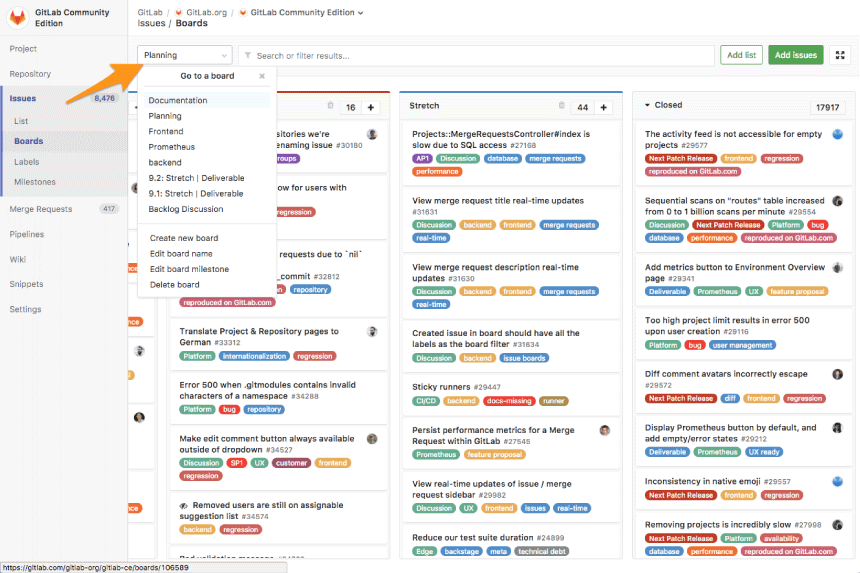 GitLab Community
Edition
GitLab / GitLab.org / GitLab Community Edition
Issues / Boards
Project
Repository
Issues 8,476
List
Boards
Labels
Milestones
Merge Requests 417
Pipelines
Wiki
Snippets
Settings
Planning
Search or filter results...
Add list
Add issues
Go to a board ×
Documentation
Planning
Frontend
Prometheus
backend
9.2: Stretch | Deliverable
9.1: Stretch | Deliverable
Backlog Discussion
Create new board
Edit board name
Edit board milestone
Delete board
16 +
sitories we're
enaming issue #30180
roups
ow for users with
regression
requests due to `nil`
_commit #32812
repository
reproduced on GitLab.com
Translate Project & Repository pages to
German #33312
Platform Internationalization regression
Error 500 when .gitmodules contains invalid
characters of a namespace #34288
Platform bug repository
Make edit comment button always available
outside of dropdown #34527
Discussion SP1 UX customer frontend
regression
Removed users are still on assignable
suggestion list #34574
backend regression
Bad validation message
Stretch 44 +
Projects::MergeRequestsController#index is
slow due to SQL access #27168
AP1 Discussion database merge requests
performance
View merge request title real-time updates
#31631
Discussion backend frontend merge requests
real-time
View merge request description real-time
updates #31630
Discussion backend frontend merge requests
real-time
Created issue in board should have all the
labels as the board filter #31634
Discussion backend issue boards
Sticky runners #29447
CI/CD backend docs-missing runner
Persist performance metrics for a Merge
Request within GitLab #27645
Prometheus feature proposal
View real-time updates of issue / merge
request sidebar #29982
Discussion UX frontend issues real-time
Reduce our test suite duration #24899
Edge backstage meta technical debt
Closed 17917
The activity feed is not accessible for empty
projects #29577
Next Patch Release frontend regression
reproduced on GitLab.com
Sequential scans on "routes" table increased
from 0 to 1 billion scans per minute #29554
Discussion Next Patch Release Platform bug
database performance reproduced on GitLab.com
Add metrics button to Environment Overview
page #29341
Deliverable Prometheus UX feature proposal
Too high project limit results in error 500
upon user creation #29116
Platform bug user management
Diff comment avatars incorrectly escape
#29572
Next Patch Release diff frontend regression
Display Prometheus button by default, and
add empty/error states #29212
Deliverable Prometheus UX ready
Inconsistency in native emoji #29557
Next Patch Release frontend regression
Removing projects is incredibly slow #27998
Next Patch Release Platform availability
database performance reproduced on GitLab.com
https://gitlab.com/gitlab-org/gitlab-ce/boards/106589